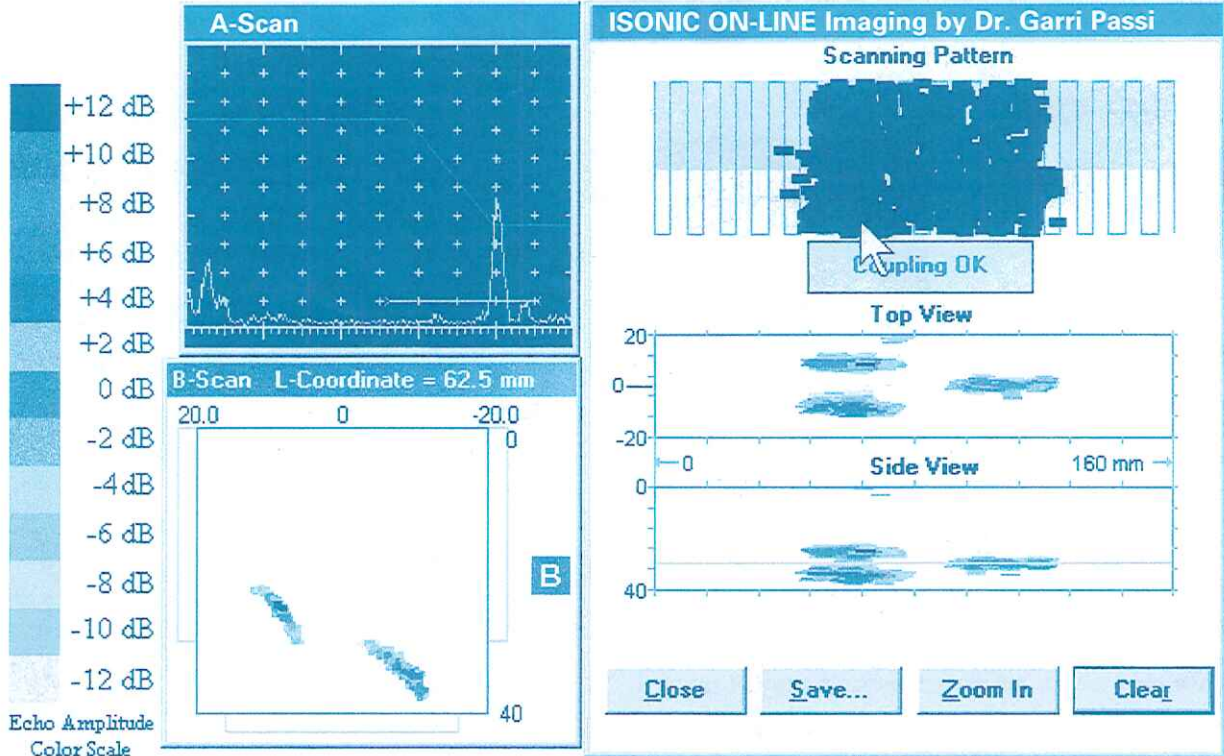 A-Scan
ISONIC ON-LINE Imaging by Dr. Garri Passi
Scanning Pattern
+12 dB
+10 dB
+8 dB
+6 dB
+4 dB
+2 dB
0 dB
-2 dB
-4 dB
-6 dB
-8 dB
-10 dB
-12 dB
Echo Amplitude
Color Scale
Coupling OK
Top View
20
0
-20
0
160 mm
Side View
0
40
B-Scan L-Coordinate = 62.5 mm
20.0 0 -20.0
0
B
40
Close Save... Zoom In Clear